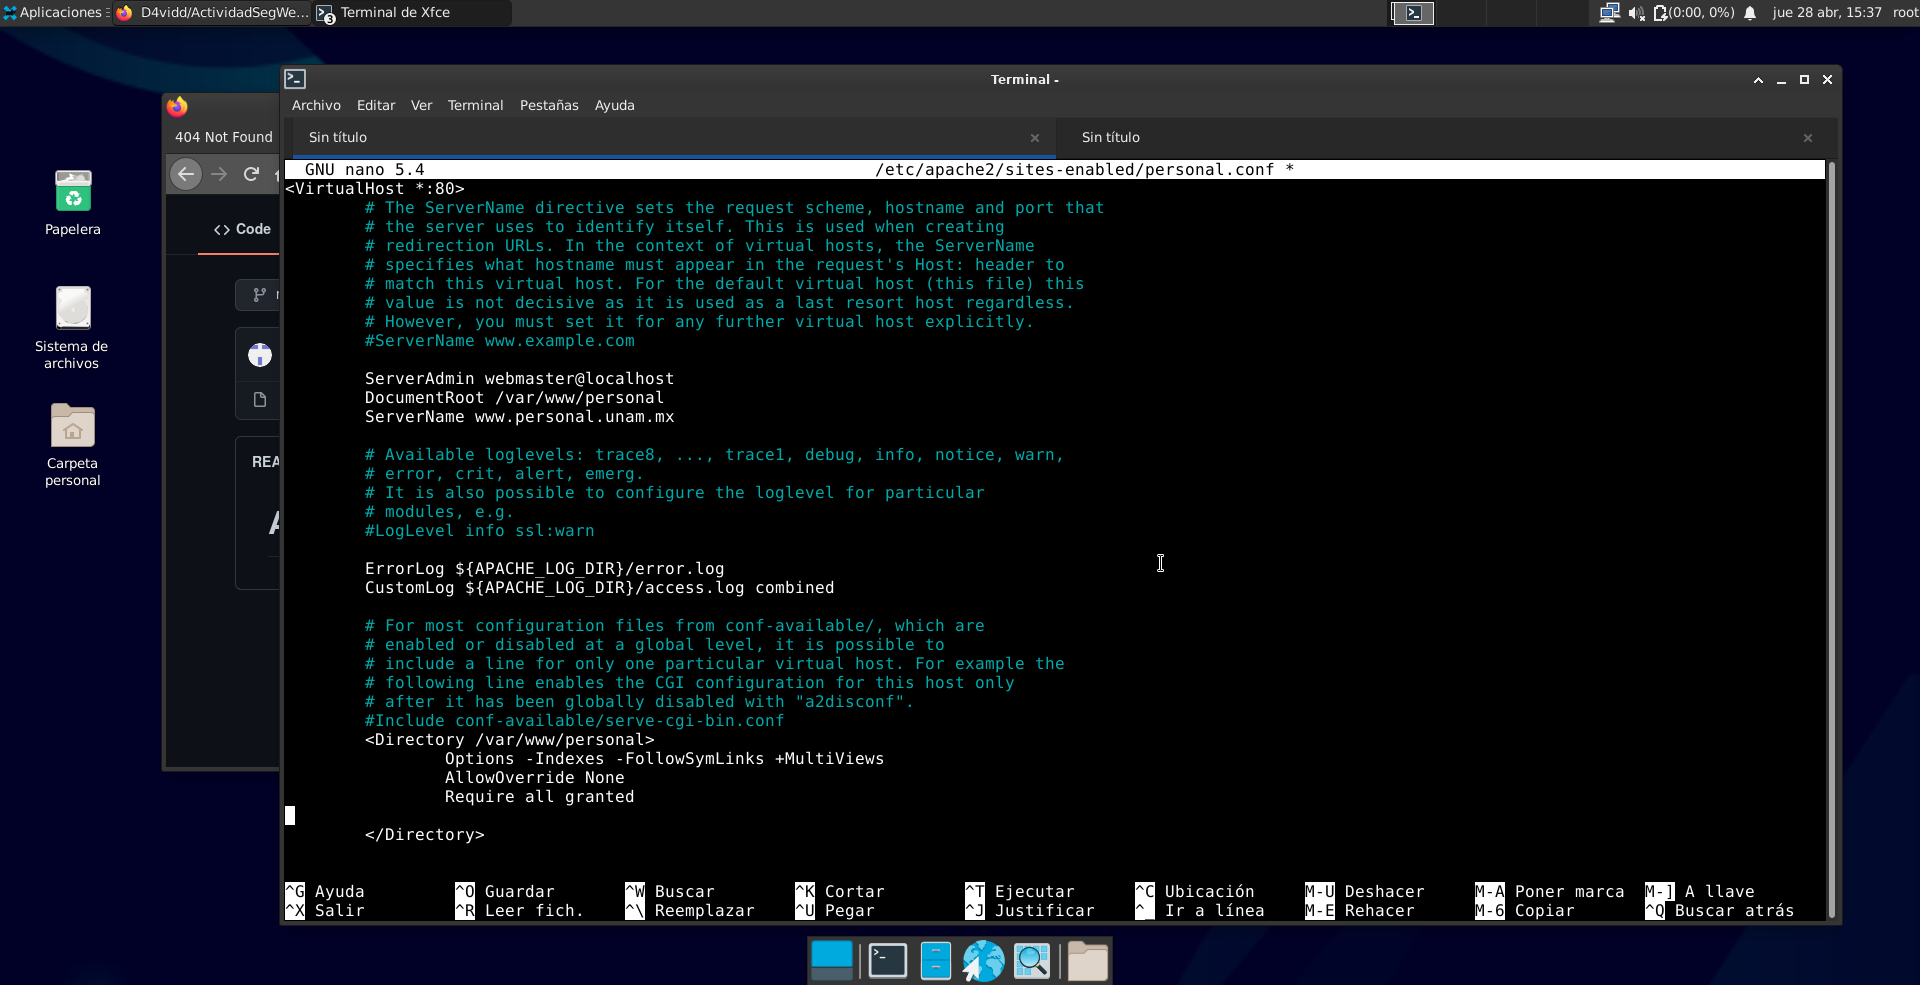 Aplicaciones
D4vidd/ActividadSegWe...
3
Terminal de Xfce
(0:00, 0%)
jue 28 abr, 15:37
root
Papelera
Sistema de
archivos
Carpeta
personal
404 Not Found
<> Code
REA
Terminal -
Archivo Editar Ver Terminal Pestañas Ayuda
Sin título
Sin título
GNU nano 5.4 /etc/apache2/sites-enabled/personal.conf *
<VirtualHost *:80>
# The ServerName directive sets the request scheme, hostname and port that
# the server uses to identify itself. This is used when creating
# redirection URLs. In the context of virtual hosts, the ServerName
# specifies what hostname must appear in the request's Host: header to
# match this virtual host. For the default virtual host (this file) this
# value is not decisive as it is used as a last resort host regardless.
# However, you must set it for any further virtual host explicitly.
#ServerName www.example.com
ServerAdmin webmaster@localhost
DocumentRoot /var/www/personal
ServerName www.personal.unam.mx
# Available loglevels: trace8, ..., trace1, debug, info, notice, warn,
# error, crit, alert, emerg.
# It is also possible to configure the loglevel for particular
# modules, e.g.
#LogLevel info ssl:warn
ErrorLog ${APACHE_LOG_DIR}/error.log
CustomLog ${APACHE_LOG_DIR}/access.log combined
# For most configuration files from conf-available/, which are
# enabled or disabled at a global level, it is possible to
# include a line for only one particular virtual host. For example the
# following line enables the CGI configuration for this host only
# after it has been globally disabled with "a2disconf".
#Include conf-available/serve-cgi-bin.conf
<Directory /var/www/personal>
Options -Indexes -FollowSymLinks +MultiViews
AllowOverride None
Require all granted
</Directory>
^G Ayuda ^O Guardar ^W Buscar ^K Cortar ^T Ejecutar ^C Ubicación M-U Deshacer M-A Poner marca M-] A llave
^X Salir ^R Leer fich. ^\ Reemplazar ^U Pegar ^J Justificar ^_ Ir a línea M-E Rehacer M-6 Copiar ^Q Buscar atrás